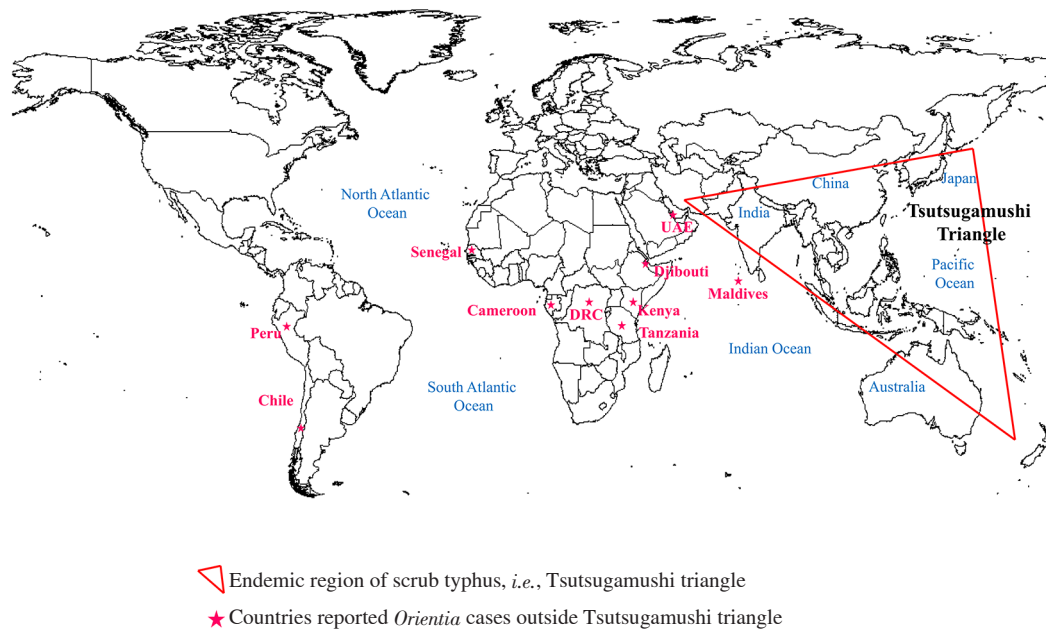 North Atlantic
Ocean
China
Japan
India
Tsutsugamushi
Triangle
UAE
Senegal
Djibouti
Pacific
Ocean
Maldives
Cameroon
DRC
Kenya
Peru
Tanzania
Indian Ocean
South Atlantic
Ocean
Australia
Chile
Endemic region of scrub typhus, i.e., Tsutsugamushi triangle
Countries reported Orientia cases outside Tsutsugamushi triangle